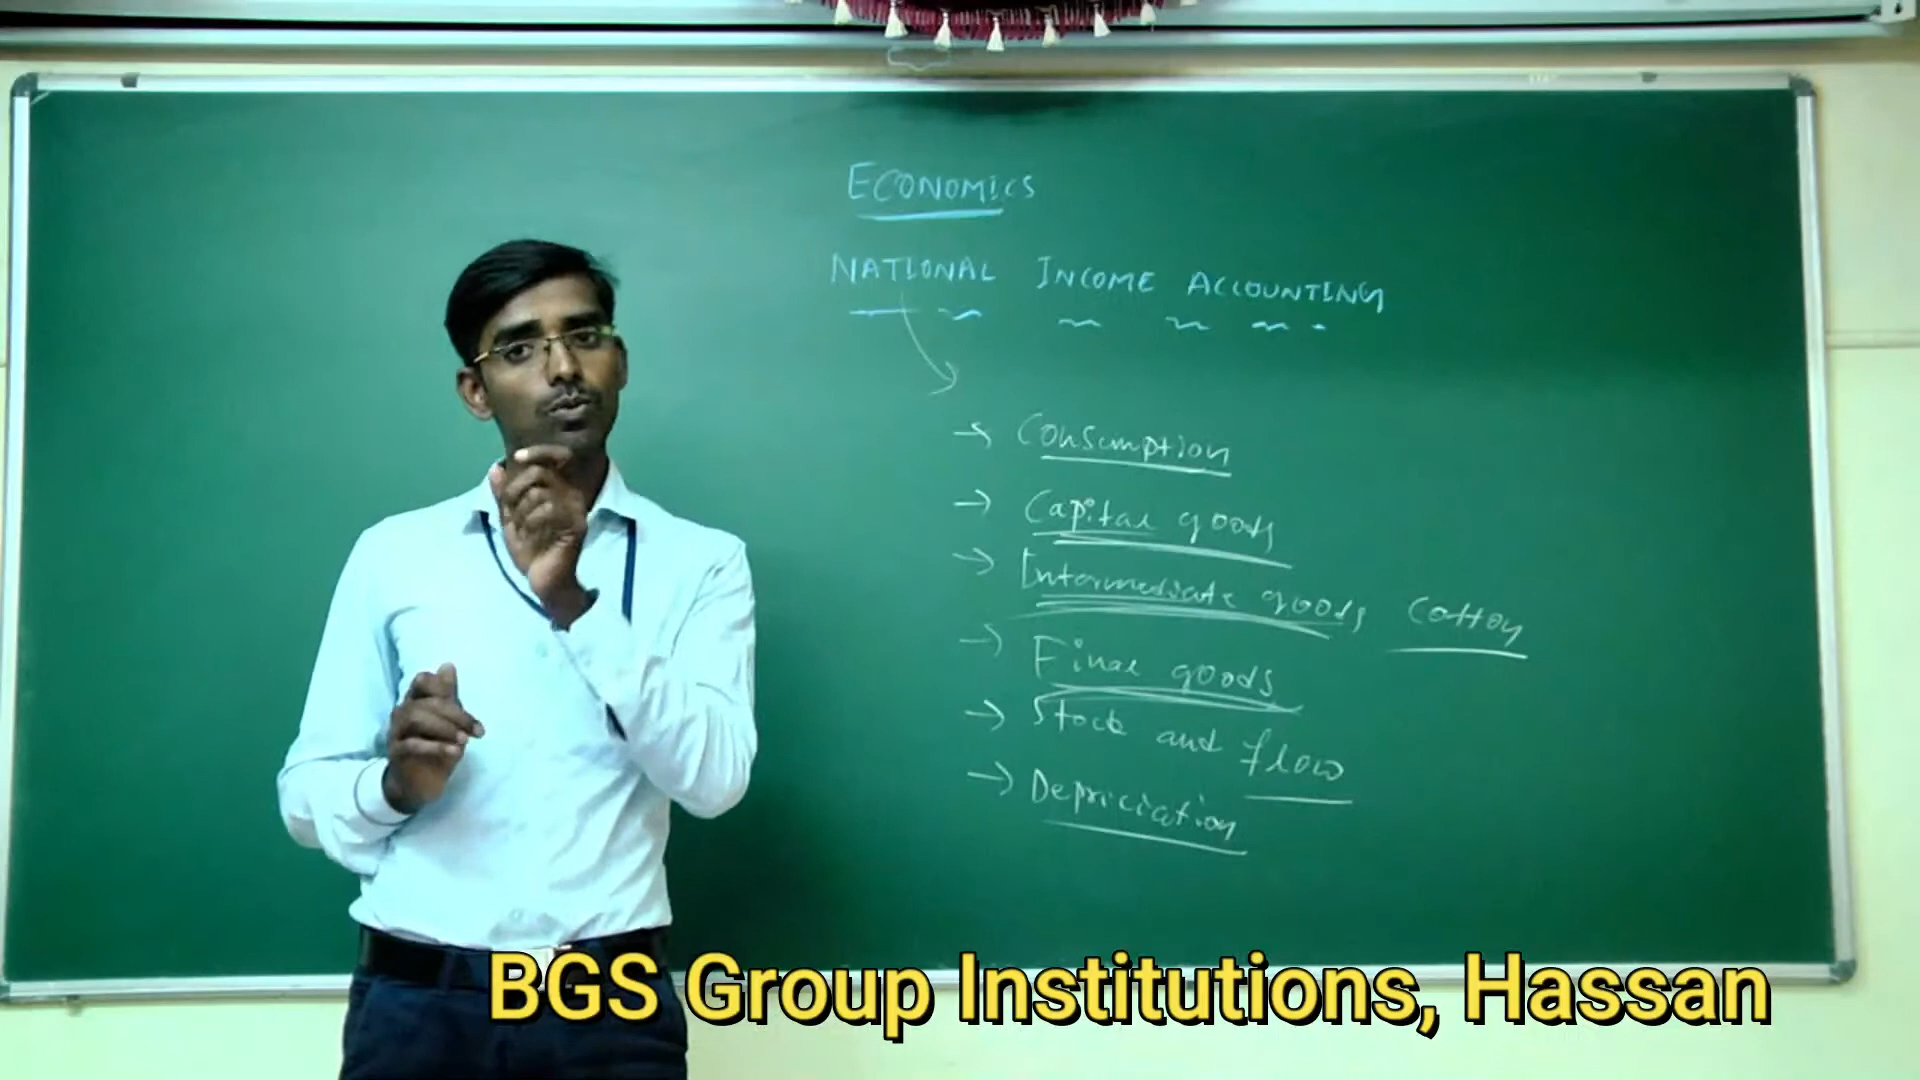 ECONOMICS
NATIONAL INCOME ACCOUNTING
→ Consumption
→ Capital goods
→ Intermediate goods Cotton
→ Final goods
→ Stock and flow
→ Depriciation
BGS Group Institutions, Hassan